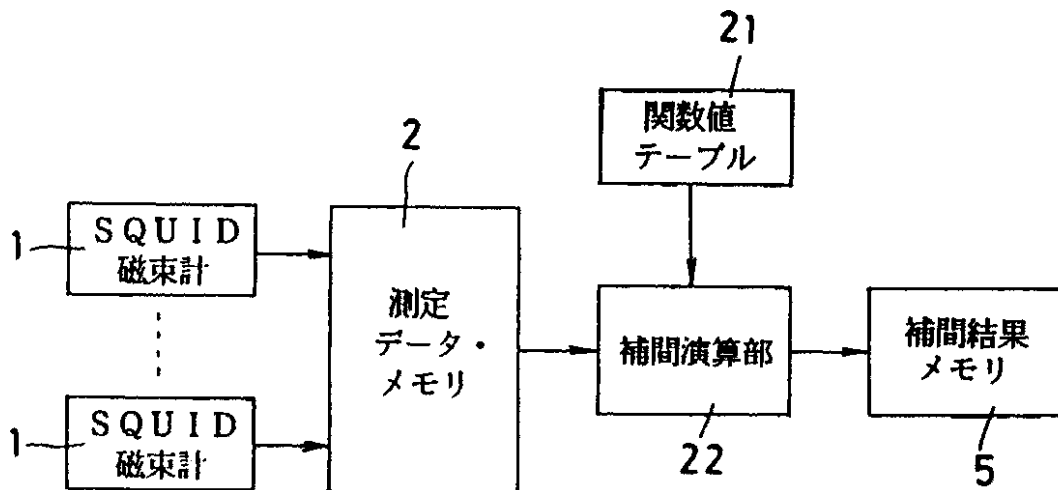 21
関数値
テーブル
2
1
SQUID
磁束計
測定
データ・
メモリ
補間演算部
補間結果
メモリ
1
SQUID
磁束計
22
5